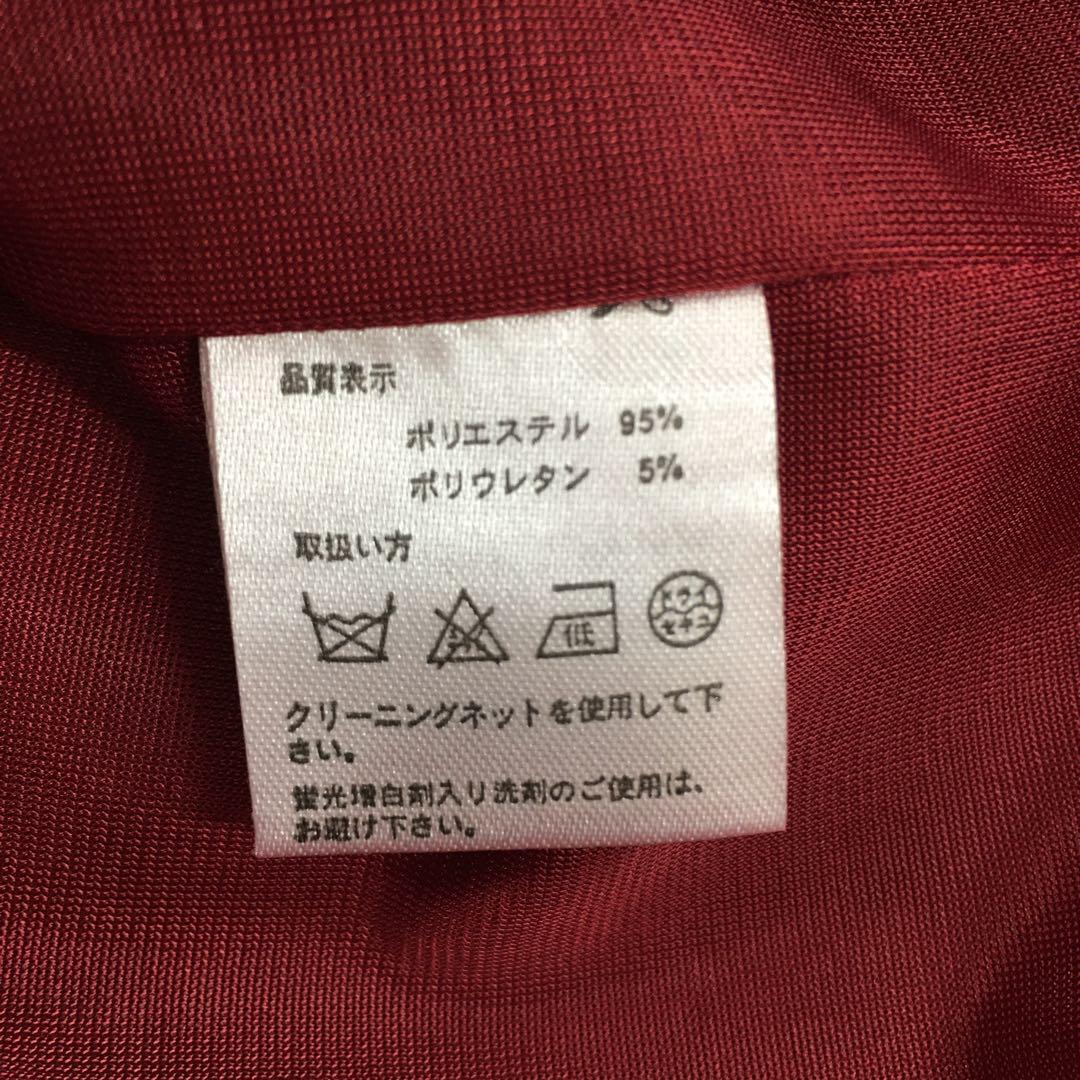 品質表示
ポリエステル 95%
ポリウレタン 5%
取扱い方
低
ドライ
セキユ
クリーニングネットを使用して下
さい。
蛍光増白剤入り洗剤のご使用は、
お避け下さい。